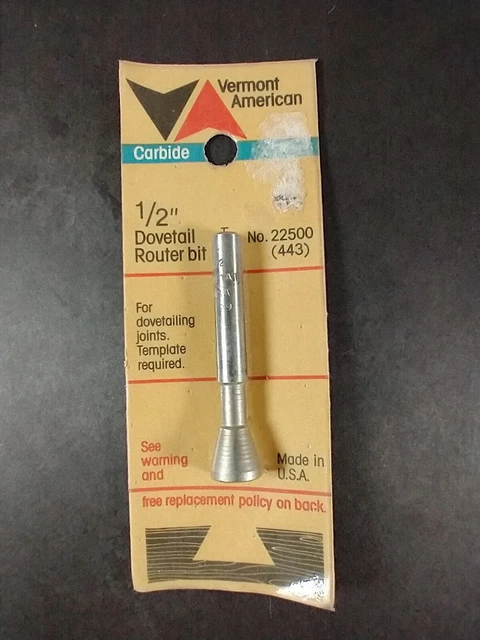 Vermont
American
Carbide
1/2"
Dovetail
Router bit
No. 22500
(443)
For
dovetailing
joints.
Template
required.
See
warning
and
Made in
U.S.A.
free replacement policy on back.